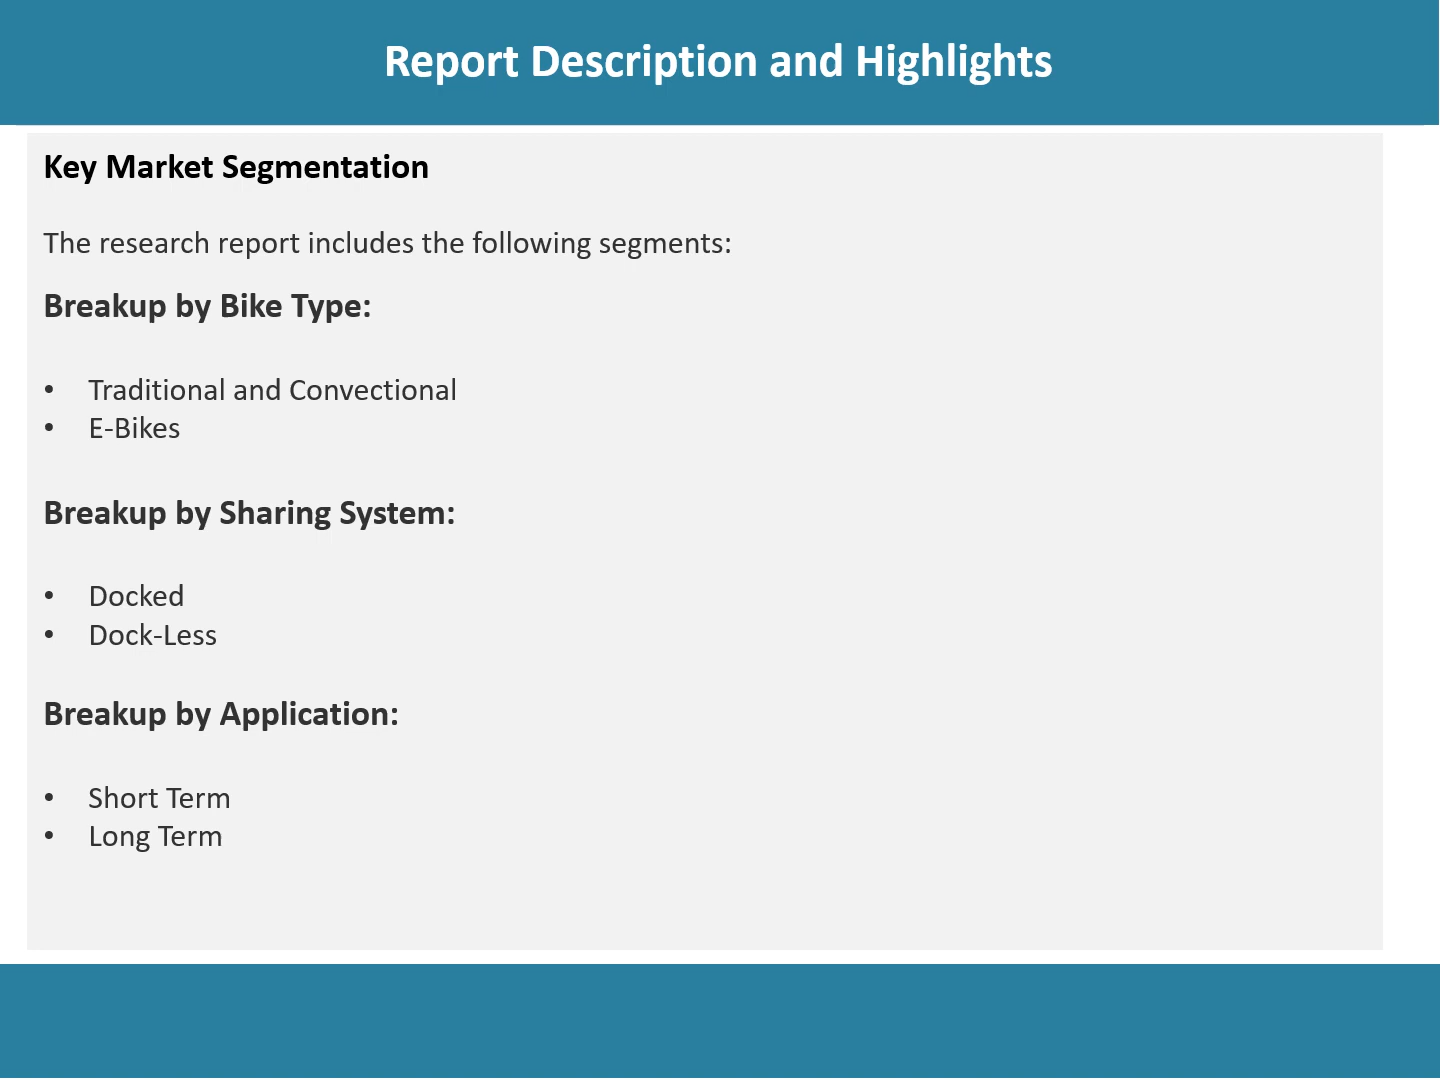 Report Description and Highlights
Key Market Segmentation
The research report includes the following segments:
Breakup by Bike Type:
• Traditional and Convectional
• E-Bikes
Breakup by Sharing System:
• Docked
• Dock-Less
Breakup by Application:
• Short Term
• Long Term